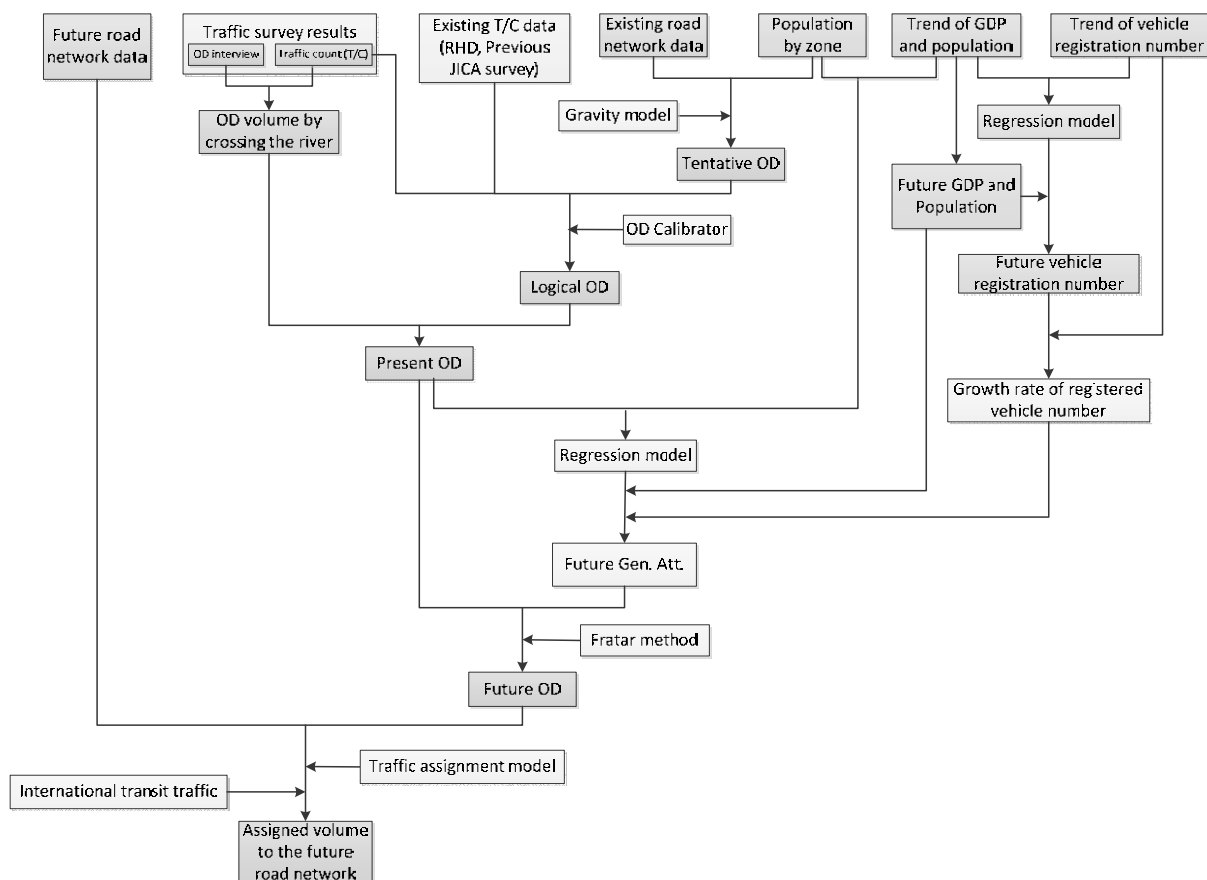 Future road
network data
Traffic survey results
OD interview
Traffic count(T/C)
Existing T/C data
(RHD, Previous
JICA survey)
Existing road
network data
Population
by zone
Trend of GDP
and population
Trend of vehicle
registration number
OD volume by
crossing the river
Gravity model
Regression model
Tentative OD
Future GDP and
Population
OD Calibrator
Logical OD
Future vehicle
registration number
Present OD
Growth rate of registered
vehicle number
Regression model
Future Gen. Att.
Fratar method
Future OD
Traffic assignment model
International transit traffic
Assigned volume
to the future
road network